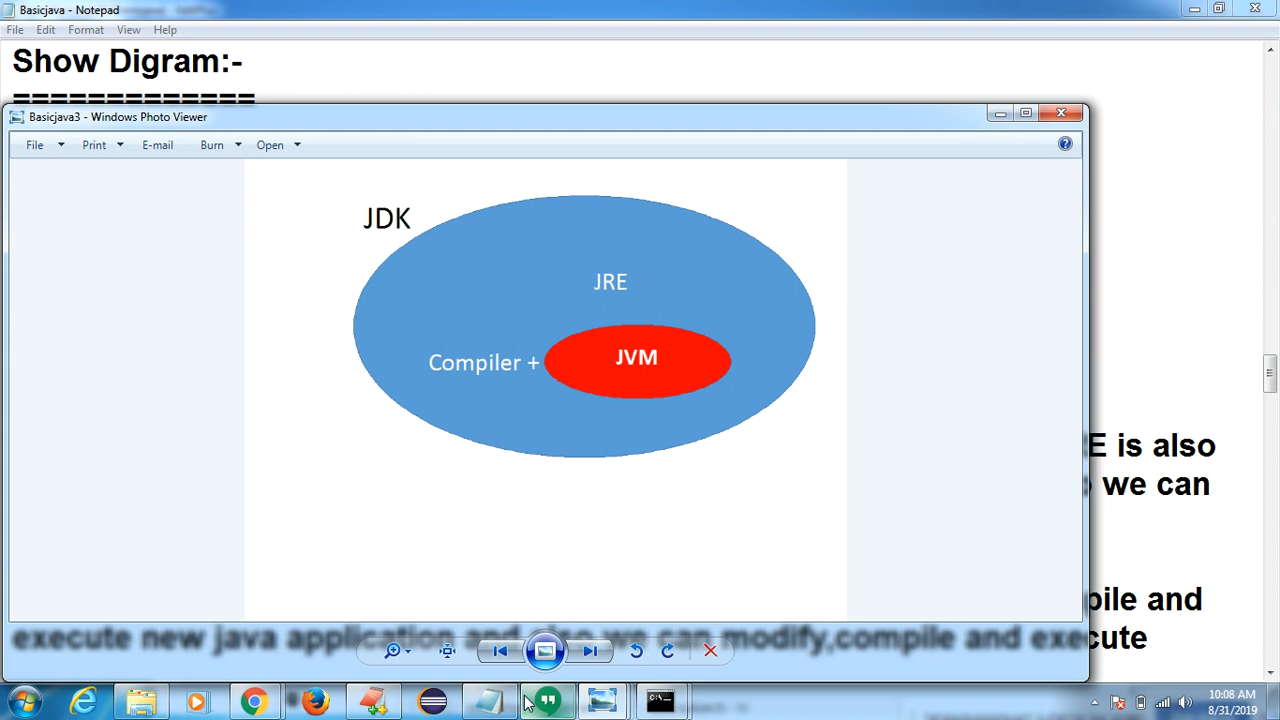 Basicjava - Notepad
File Edit Format View Help
Show Digram:-
=============
Basicjava3 - Windows Photo Viewer
File Print E-mail Burn Open
JDK
JRE
Compiler + JVM
E is also
we can
pile and
execute new java application and also we can modify,compile and execute
10:08 AM
8/31/2019